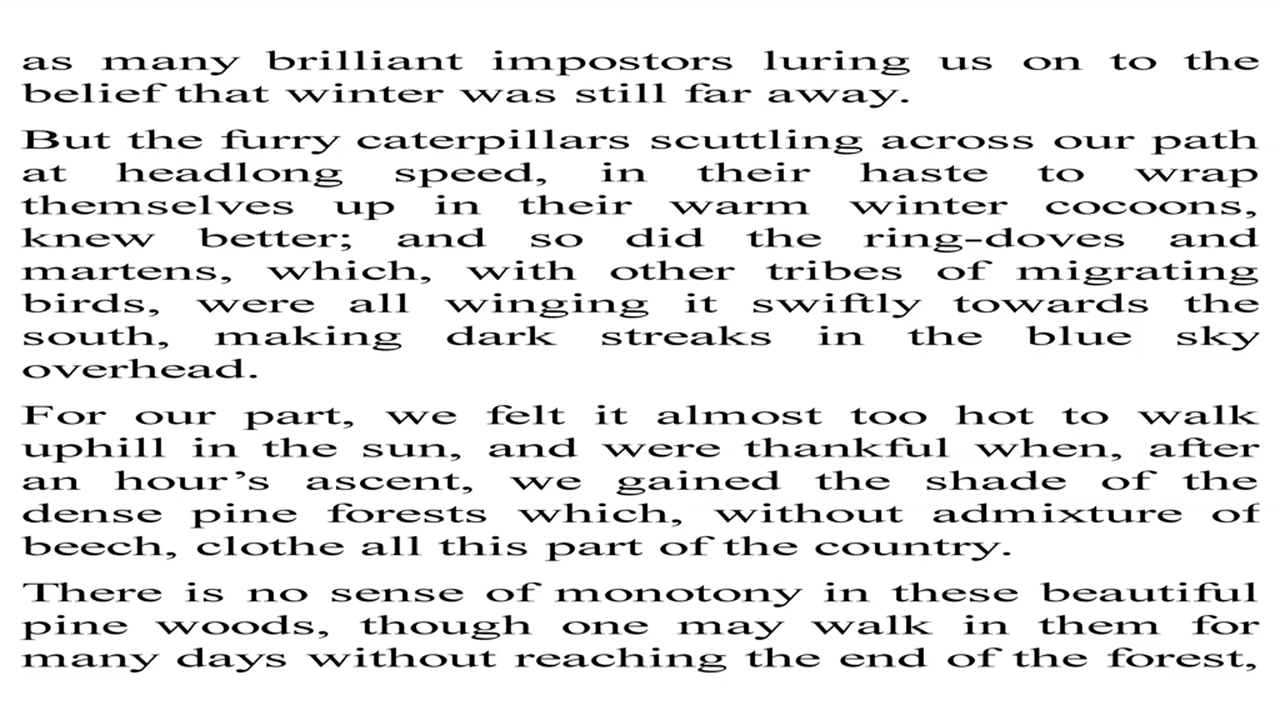 as many brilliant impostors luring us on to the
belief that winter was still far away.
But the furry caterpillars scuttling across our path
at headlong speed, in their haste to wrap
themselves up in their warm winter cocoons,
knew better; and so did the ring-doves and
martens, which, with other tribes of migrating
birds, were all winging it swiftly towards the
south, making dark streaks in the blue sky
overhead.
For our part, we felt it almost too hot to walk
uphill in the sun, and were thankful when, after
an hour’s ascent, we gained the shade of the
dense pine forests which, without admixture of
beech, clothe all this part of the country.
There is no sense of monotony in these beautiful
pine woods, though one may walk in them for
many days without reaching the end of the forest,